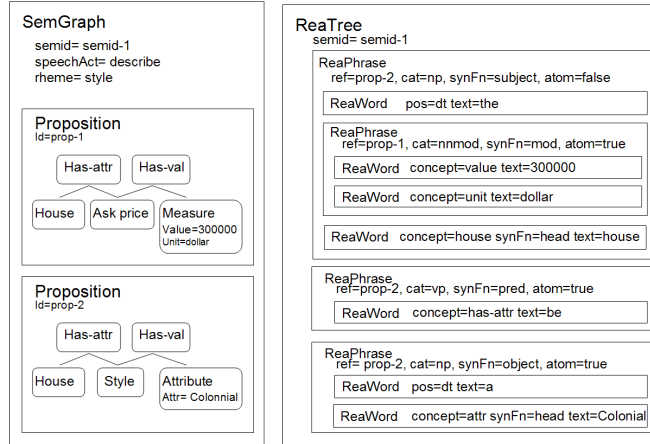 SemGraph
semid= semid-1
speechAct= describe
rheme= style
Proposition
Id=prop-1
Has-attr Has-val
House Ask price Measure
Value=300000
Unit=dollar
Proposition
Id=prop-2
Has-attr Has-val
House Style Attribute
Attr= Colonnial
ReaTree
semid= semid-1
ReaPhrase
ref=prop-2, cat=np, synFn=subject, atom=false
ReaWord pos=dt text=the
ReaPhrase
ref=prop-1, cat=nnmod, synFn=mod, atom=true
ReaWord concept=value text=300000
ReaWord concept=unit text=dollar
ReaWord concept=house synFn=head text=house
ReaPhrase
ref=prop-2, cat=vp, synFn=pred, atom=true
ReaWord concept=has-attr text=be
ReaPhrase
ref= prop-2, cat=np, synFn=object, atom=true
ReaWord pos=dt text=a
ReaWord concept=attr synFn=head text=Colonial